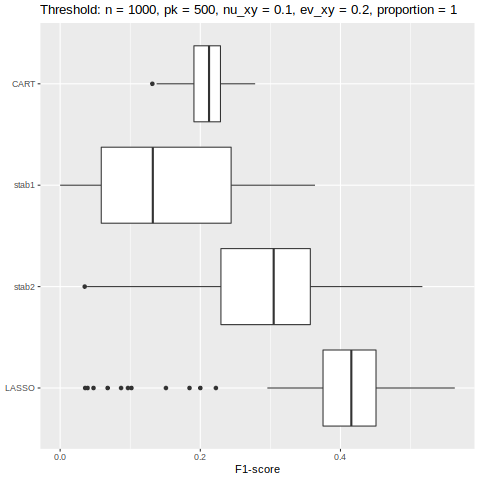 Threshold: n = 1000, pk = 500, nu_xy = 0.1, ev_xy = 0.2, proportion = 1
CART
stab1
stab2
LASSO
0.0 0.2 0.4
F1-score